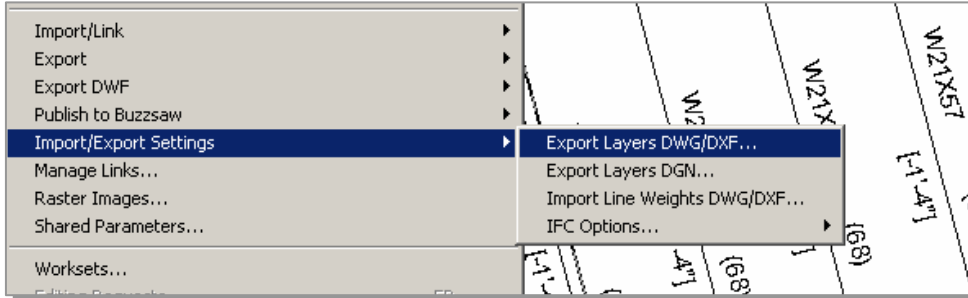 Import/Link
Export
Export DWF
Publish to Buzzsaw
Import/Export Settings
Manage Links...
Raster Images...
Shared Parameters...
Worksets...
Export Layers DWG/DXF...
Export Layers DGN...
Import Line Weights DWG/DXF...
IFC Options...
W21X
W21X57
[-1'-4"]
(68)
(68)